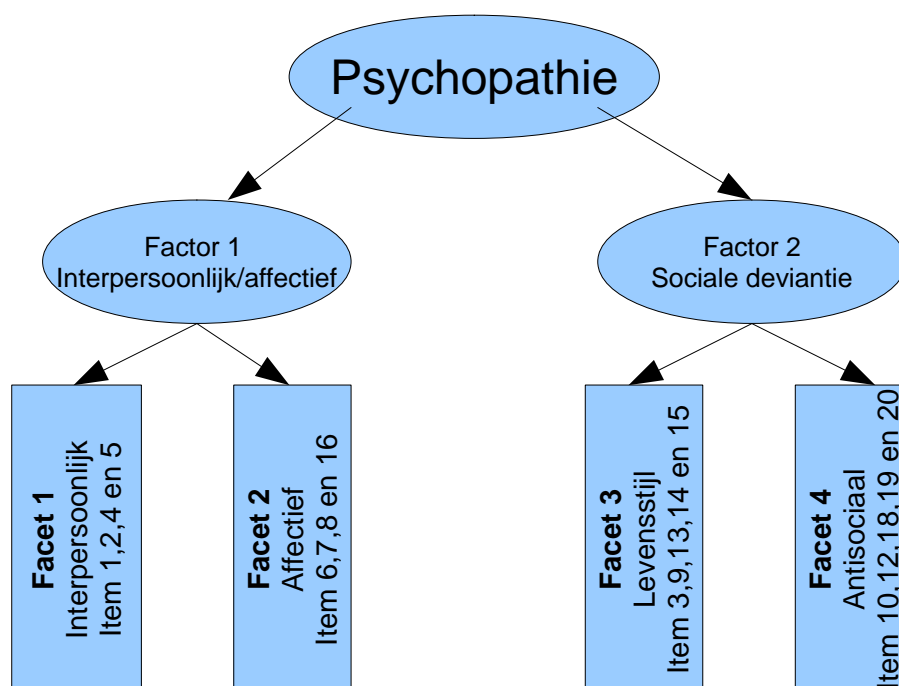 Psychopathie
Factor 1
Interpersoonlijk/affectief
Factor 2
Sociale deviantie
Facet 1
Interpersoonlijk
Item 1,2,4 en 5
Facet 2
Affectief
Item 6,7,8 en 16
Facet 3
Levensstijl
Item 3,9,13,14 en 15
Facet 4
Antisociaal
Item 10,12,18,19 en 20